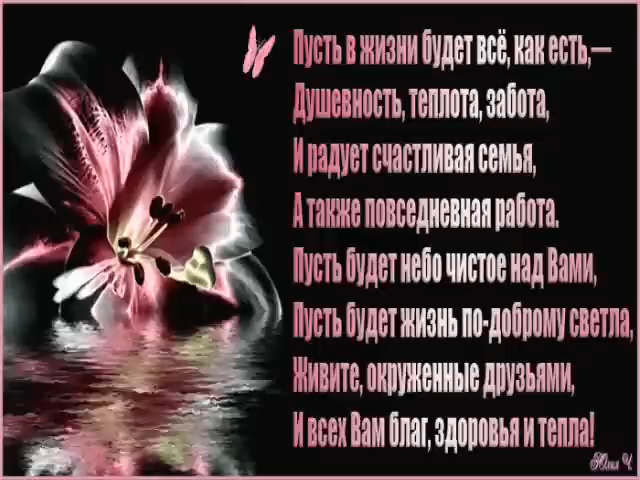 Пусть в жизни будет всё, как есть,—
Душевность, теплота, забота,
И радует счастливая семья,
А также повседневная работа.
Пусть будет небо чистое над Вами,
Пусть будет жизнь по-доброму светла,
Живите, окруженные друзьями,
И всех Вам благ, здоровья и тепла!
Юлия Ч.